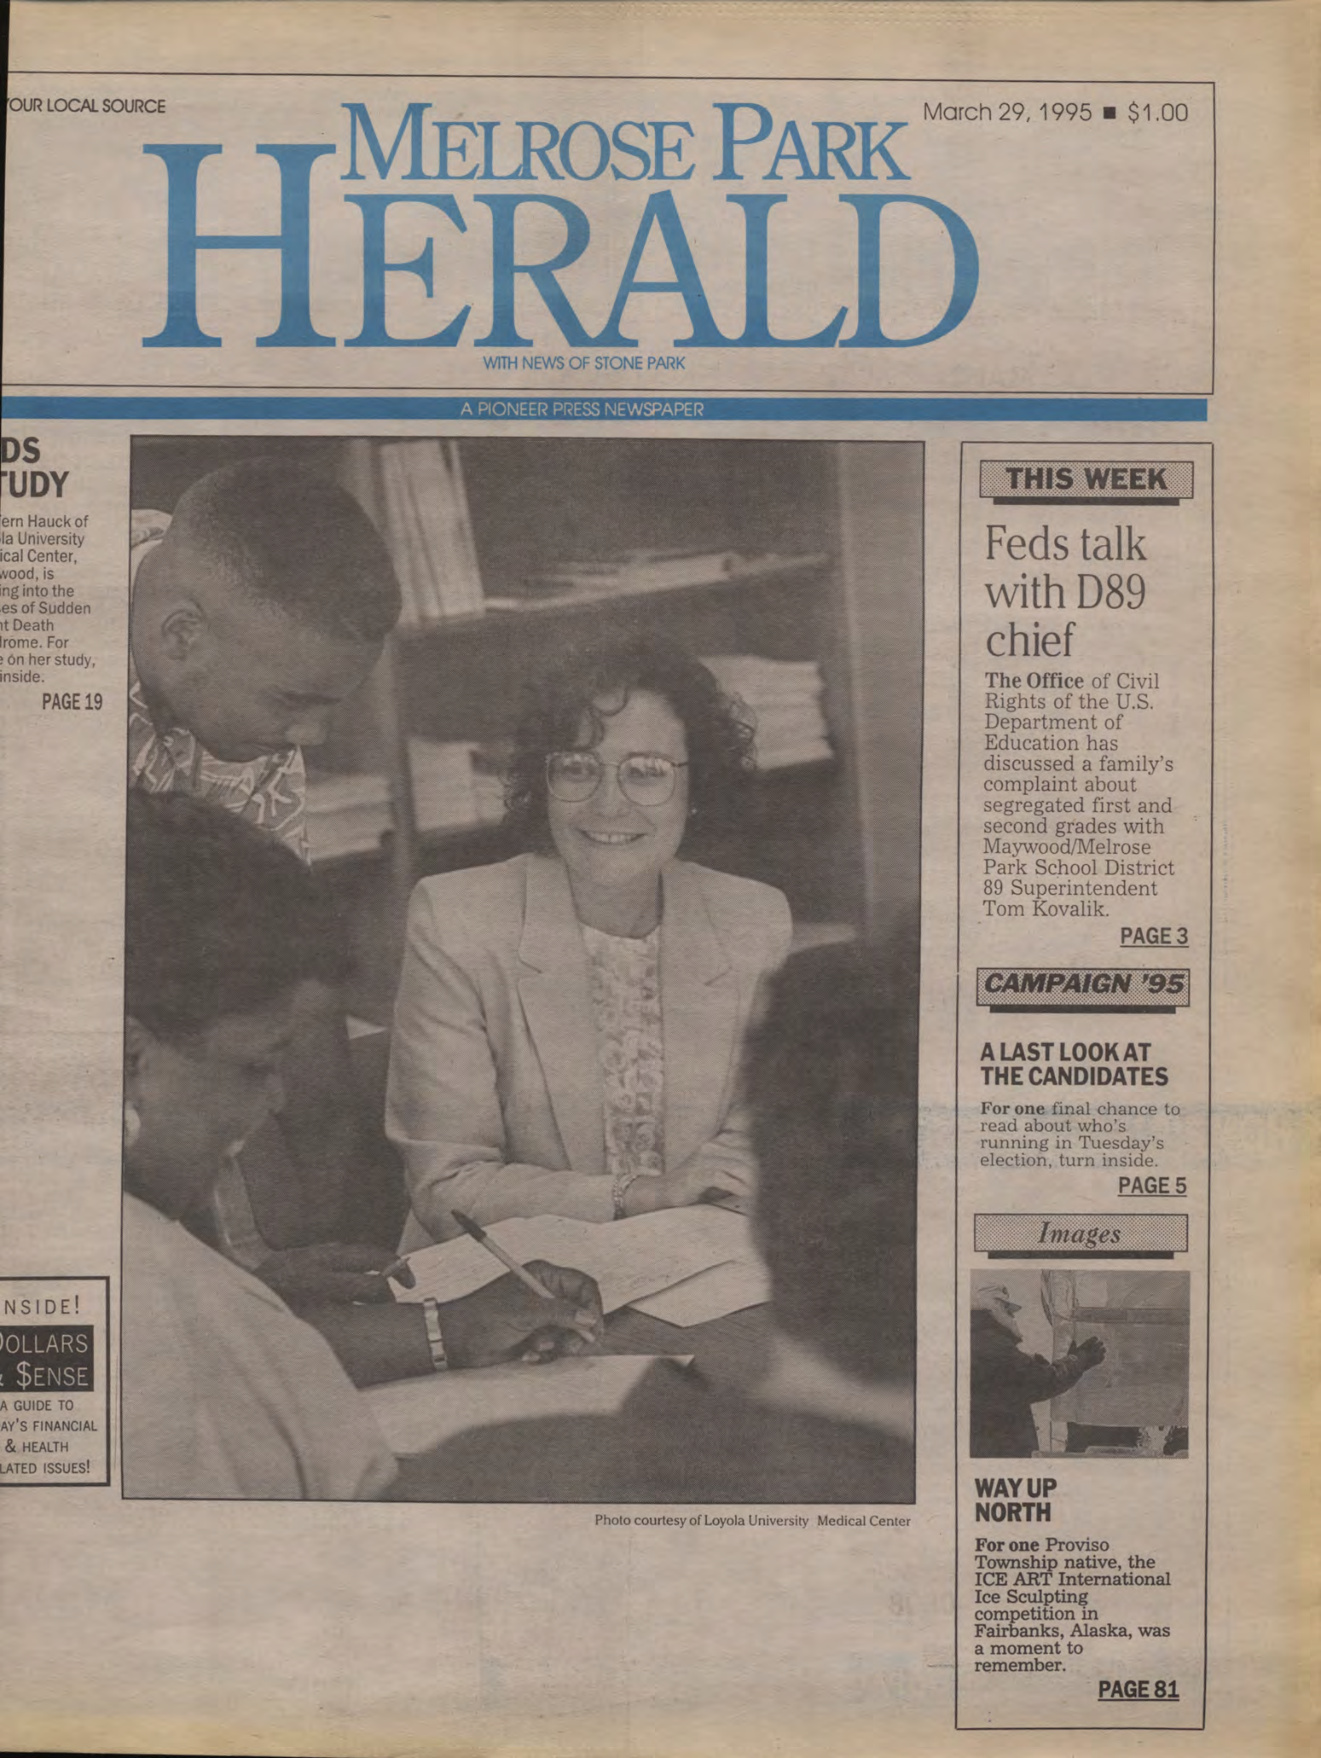 OUR LOCAL SOURCE
March 29, 1995 ■ $1.00
MELROSE PARK
HERALD
WITH NEWS OF STONE PARK
A PIONEER PRESS NEWSPAPER
DS
TUDY
ern Hauck of
la University
ical Center,
wood, is
ing into the
es of Sudden
nt Death
rome. For
e on her study,
inside.
PAGE 19
NSIDE!
DOLLARS
& $ENSE
A GUIDE TO
AY'S FINANCIAL
& HEALTH
LATED ISSUES!
Photo courtesy of Loyola University Medical Center
THIS WEEK
Feds talk
with D89
chief
The Office of Civil
Rights of the U.S.
Department of
Education has
discussed a family's
complaint about
segregated first and
second grades with
Maywood/Melrose
Park School District
89 Superintendent
Tom Kovalik.
PAGE 3
CAMPAIGN '95
A LAST LOOK AT
THE CANDIDATES
For one final chance to
read about who's
running in Tuesday's
election, turn inside.
PAGE 5
Images
WAY UP
NORTH
For one Proviso
Township native, the
ICE ART International
Ice Sculpting
competition in
Fairbanks, Alaska, was
a moment to
remember.
PAGE 81